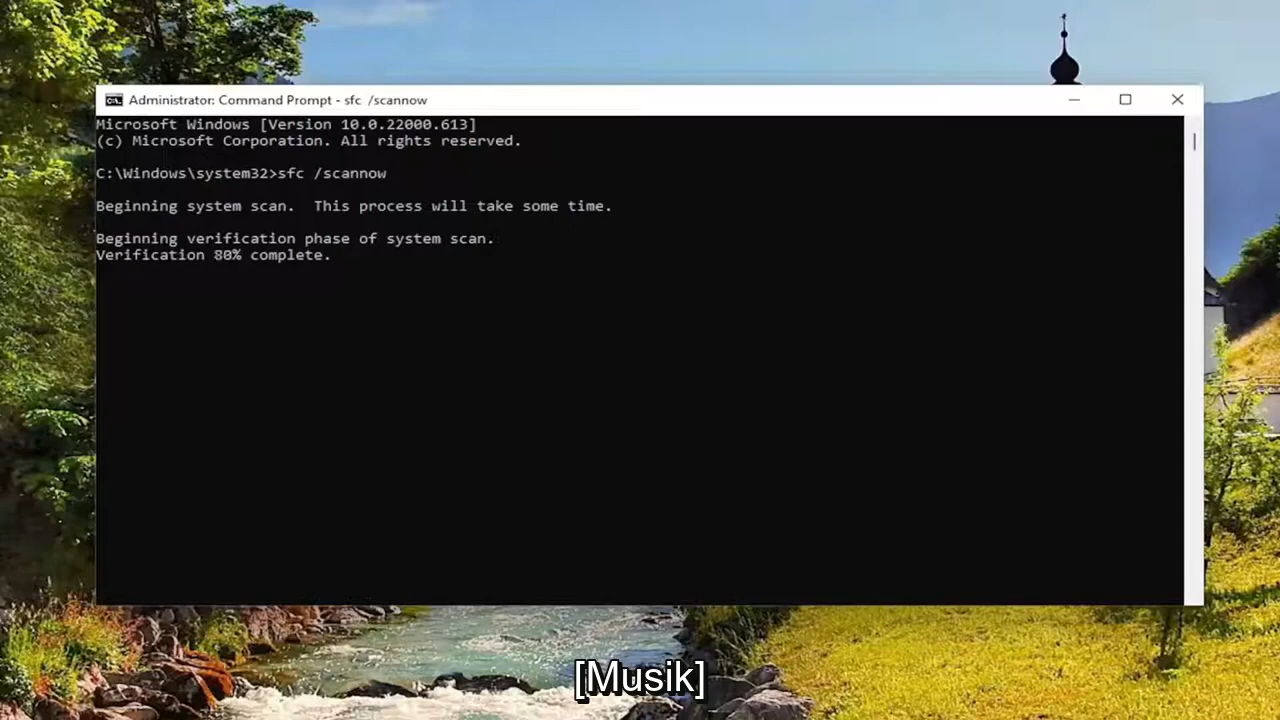 Administrator: Command Prompt - sfc  /scannow
Microsoft Windows [Version 10.0.22000.613]
(c) Microsoft Corporation. All rights reserved.
C:\Windows\system32>sfc /scannow
Beginning system scan.  This process will take some time.
Beginning verification phase of system scan.
Verification 80% complete.
[Musik]